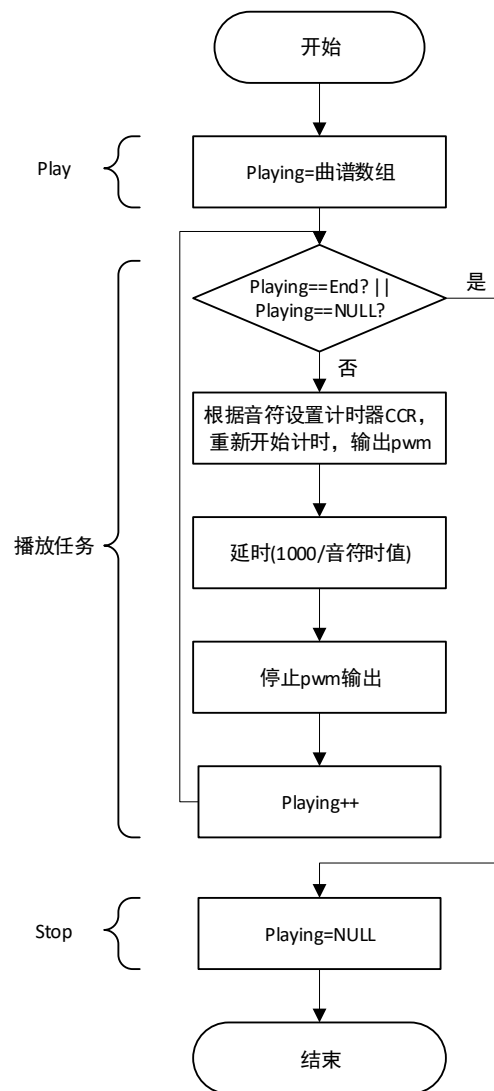 开始
Play
Playing=曲谱数组
Playing==End? ||
Playing==NULL?
是
否
根据音符设置计时器CCR，
重新开始计时，输出pwm
播放任务
延时(1000/音符时值)
停止pwm输出
Playing++
Stop
Playing=NULL
结束